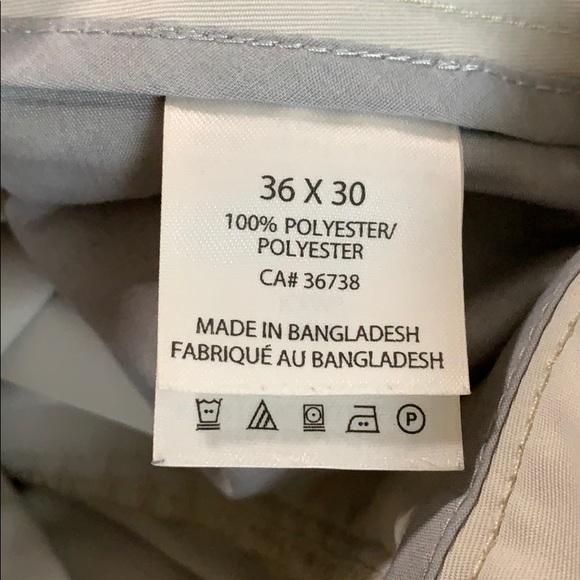 36 X 30
100% POLYESTER/
POLYESTER
CA# 36738
MADE IN BANGLADESH
FABRIQUÉ AU BANGLADESH
P